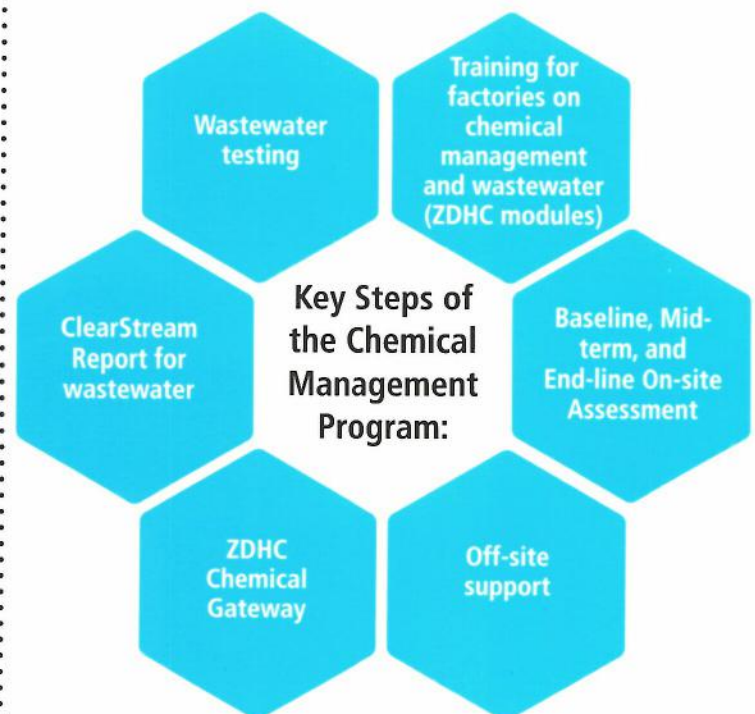 Wastewater
testing
Training for
factories on
chemical
management
and wastewater
(ZDHC modules)
ClearStream
Report for
wastewater
Key Steps of
the Chemical
Management
Program:
Baseline, Mid-
term, and
End-line On-site
Assessment
ZDHC
Chemical
Gateway
Off-site
support